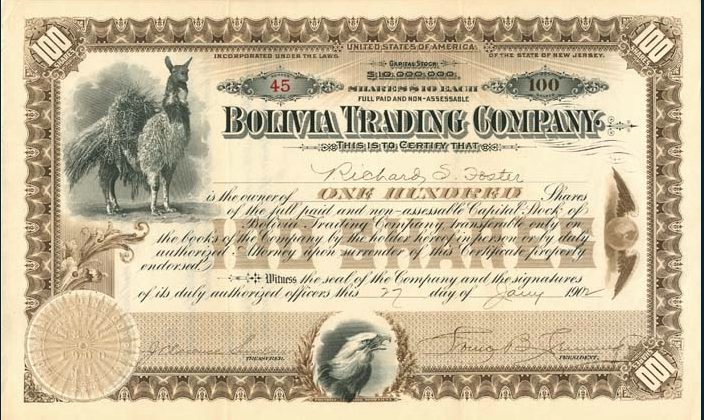 100
100
UNITED STATES OF AMERICA
INCORPORATED UNDER THE LAWS
OF THE STATE OF NEW JERSEY.
CAPITAL STOCK
$10,000,000.
45
SHARES $10 EACH
100
FULL PAID AND NON-ASSESSABLE
BOLIVIA TRADING COMPANY.
THIS IS TO CERTIFY THAT
Richard S. Foster
is the owner of ONE HUNDRED Shares
of the full paid and non-assessable Capital Stock of
Bolivia Trading Company transferable only on
the books of the Company by the holder hereof in person or by duly
authorized Attorney upon surrender of this Certificate properly
endorsed.
Witness the seal of the Company and the signatures
of its duly authorized officers this 27 day of Jany 1902
TREASURER.
PRESIDENT.
100